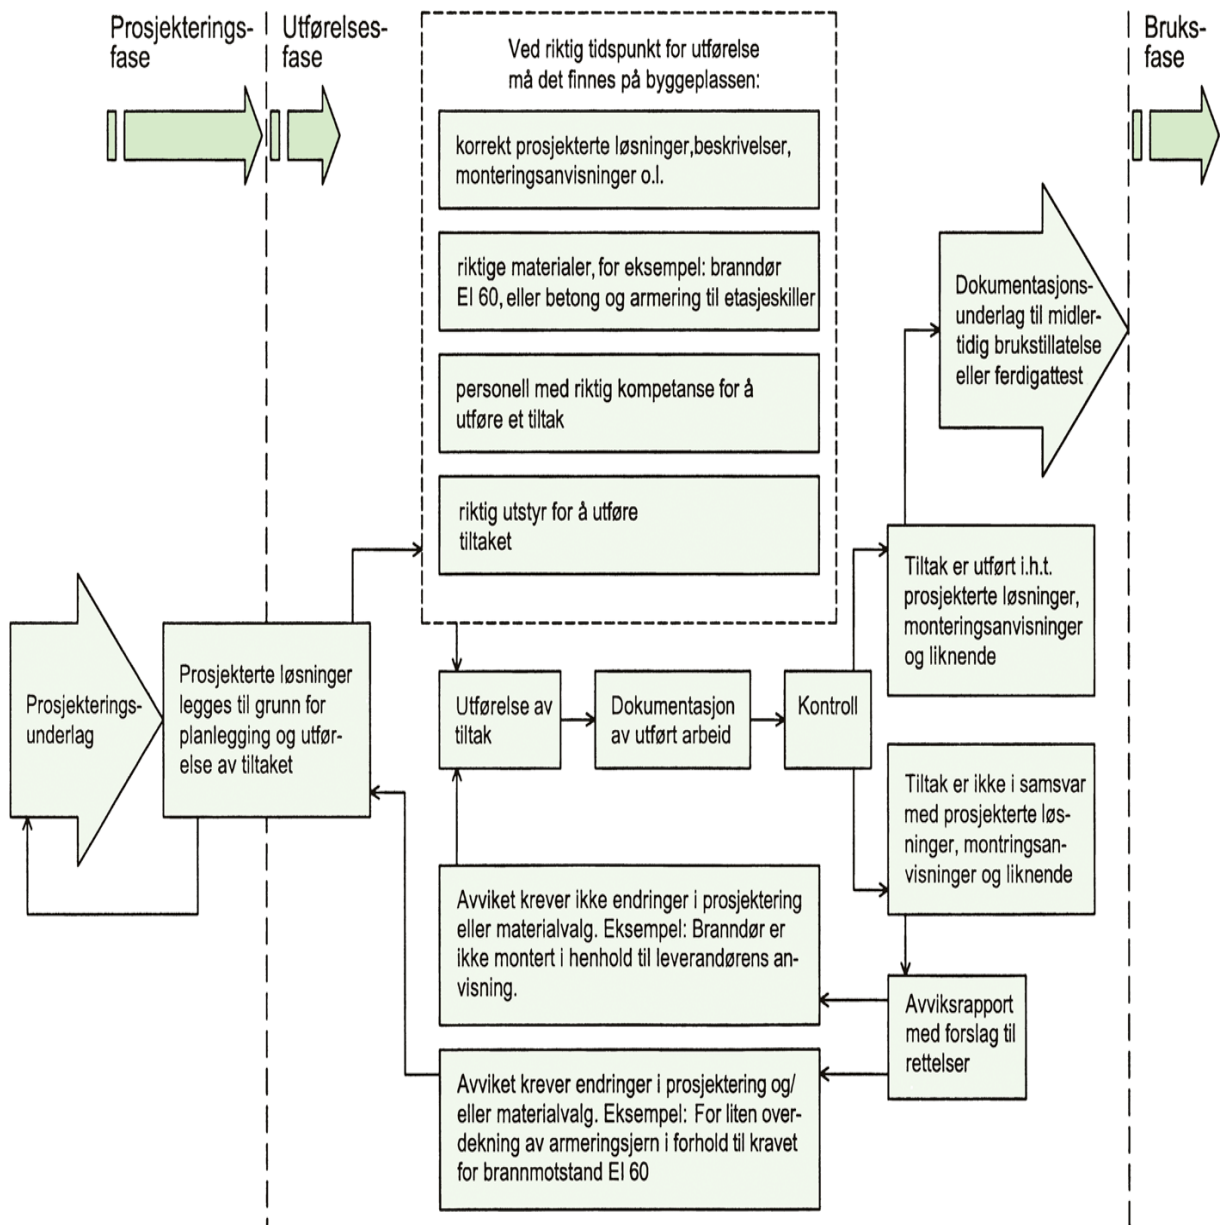 Prosjekterings-
fase
Utførelses-
fase
Ved riktig tidspunkt for utførelse
må det finnes på byggeplassen:
Bruks-
fase
korrekt prosjekterte løsninger,beskrivelser,
monteringsanvisninger o.l.
riktige materialer, for eksempel: branndør
EI 60, eller betong og armering til etasjeskiller
personell med riktig kompetanse for å
utføre et tiltak
riktig utstyr for å utføre
tiltaket
Dokumentasjons-
underlag til midler-
tidig brukstillatelse
eller ferdigattest
Prosjekterings-
underlag
Prosjekterte løsninger
legges til grunn for
planlegging og utfør-
else av tiltaket
Utførelse av
tiltak
Dokumentasjon
av utført arbeid
Kontroll
Tiltak er utført i.h.t.
prosjekterte løsninger,
monteringsanvisninger
og liknende
Tiltak er ikke i samsvar
med prosjekterte løs-
ninger, montringsan-
visninger og liknende
Avviket krever ikke endringer i prosjektering
eller materialvalg. Eksempel: Branndør er
ikke montert i henhold til leverandørens an-
visning.
Avviksrapport
med forslag til
rettelser
Avviket krever endringer i prosjektering og/
eller materialvalg. Eksempel: For liten over-
dekning av armeringsjern i forhold til kravet
for brannmotstand EI 60